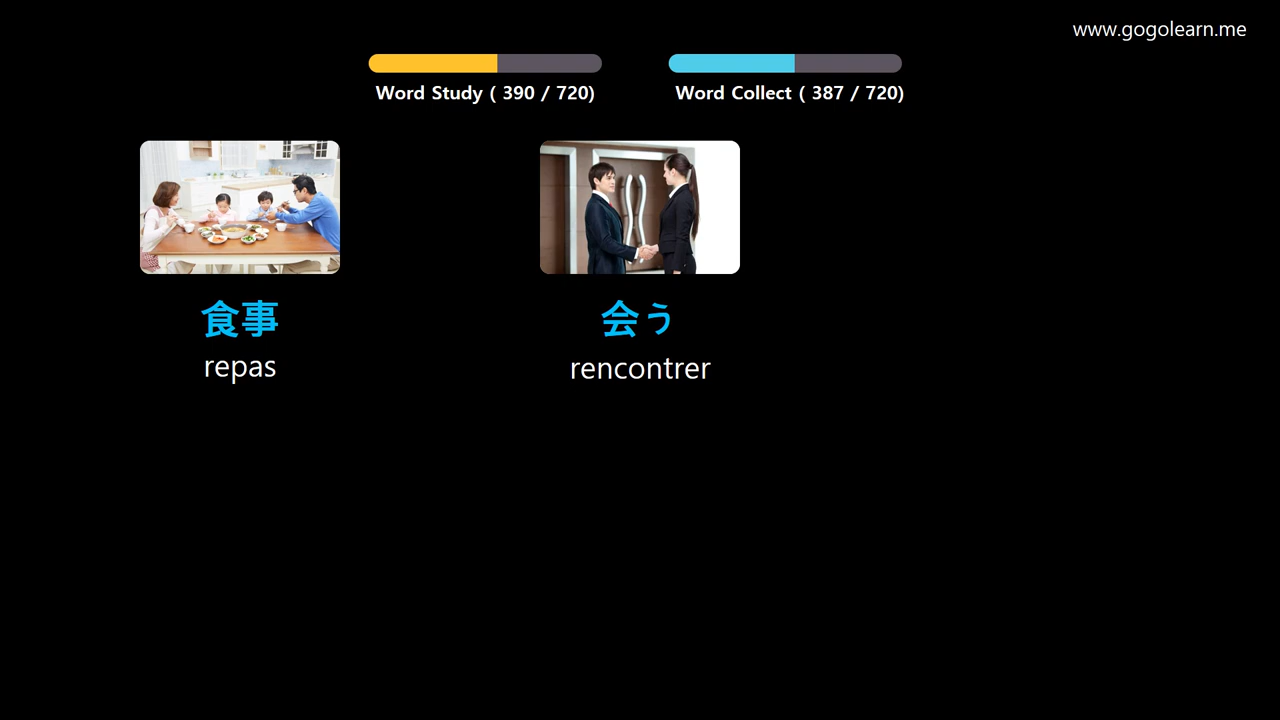 www.gogolearn.me
Word Study ( 390 / 720)
Word Collect ( 387 / 720)
食事
repas
会う
rencontrer